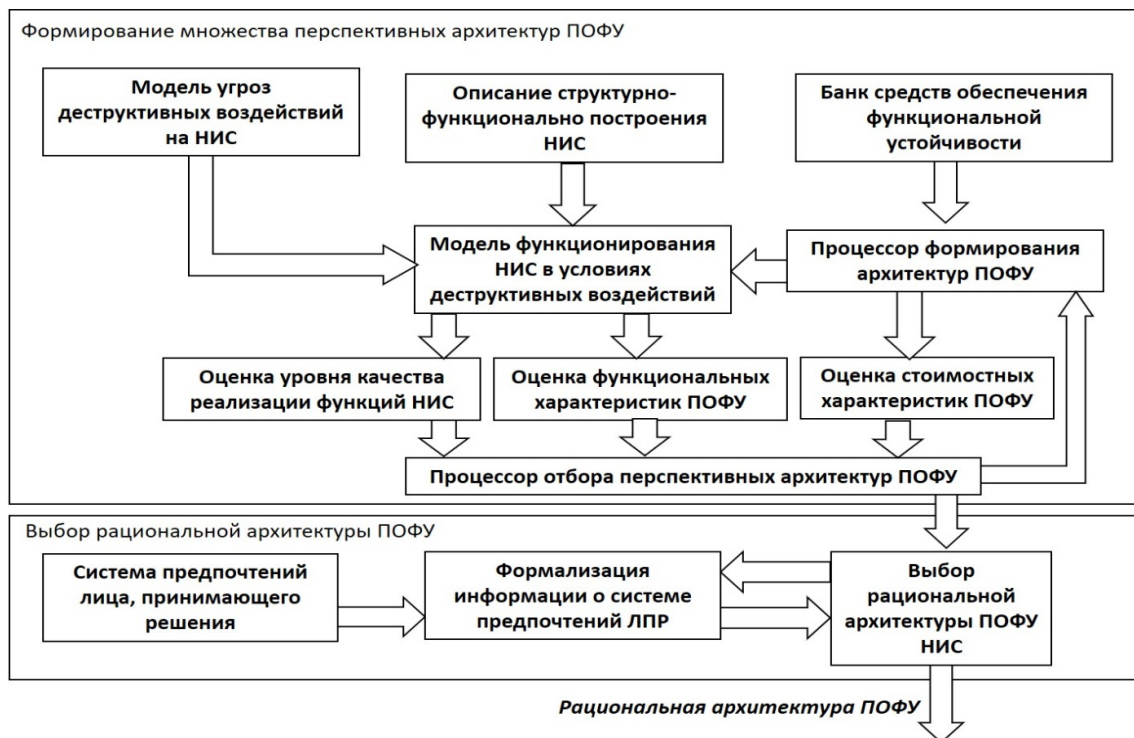 Формирование множества перспективных архитектур ПОФУ
Модель угроз
деструктивных воздействий
на НИС
Описание структурно-
функционально построения
НИС
Банк средств обеспечения
функциональной
устойчивости
Модель функционирования
НИС в условиях
деструктивных воздействий
Процессор формирования
архитектур ПОФУ
Оценка уровня качества
реализации функций НИС
Оценка функциональных
характеристик ПОФУ
Оценка стоимостных
характеристик ПОФУ
Процессор отбора перспективных архитектур ПОФУ
Выбор рациональной архитектуры ПОФУ
Система предпочтений
лица, принимающего
решения
Формализация
информации о системе
предпочтений ЛПР
Выбор
рациональной
архитектуры ПОФУ
НИС
Рациональная архитектура ПОФУ